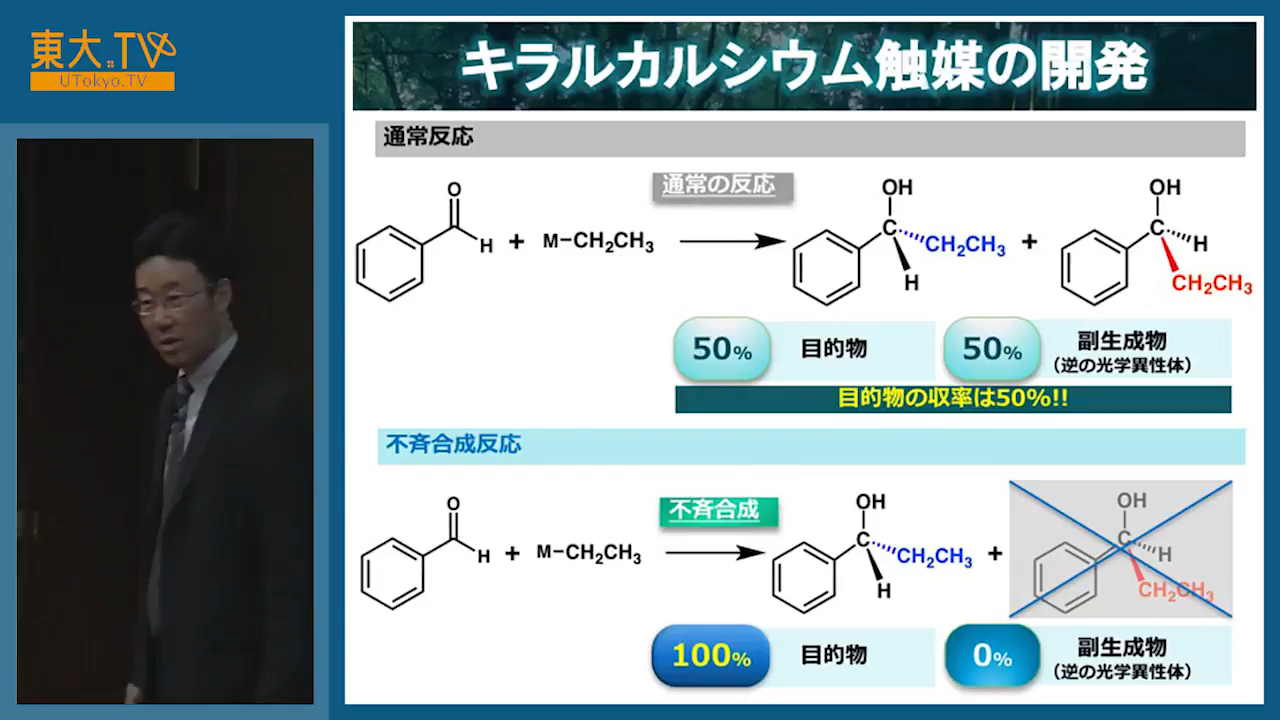 東大.TV
UTokyo.TV
キラルカルシウム触媒の開発
通常反応
通常の反応
O
H
+
M−CH2CH3
OH
C
CH2CH3
H
+
OH
C
H
CH2CH3
50%
目的物
50%
副生成物
(逆の光学異性体)
目的物の収率は50%!!
不斉合成反応
不斉合成
O
H
+
M−CH2CH3
OH
C
CH2CH3
H
+
OH
C
H
CH2CH3
100%
目的物
0%
副生成物
(逆の光学異性体)